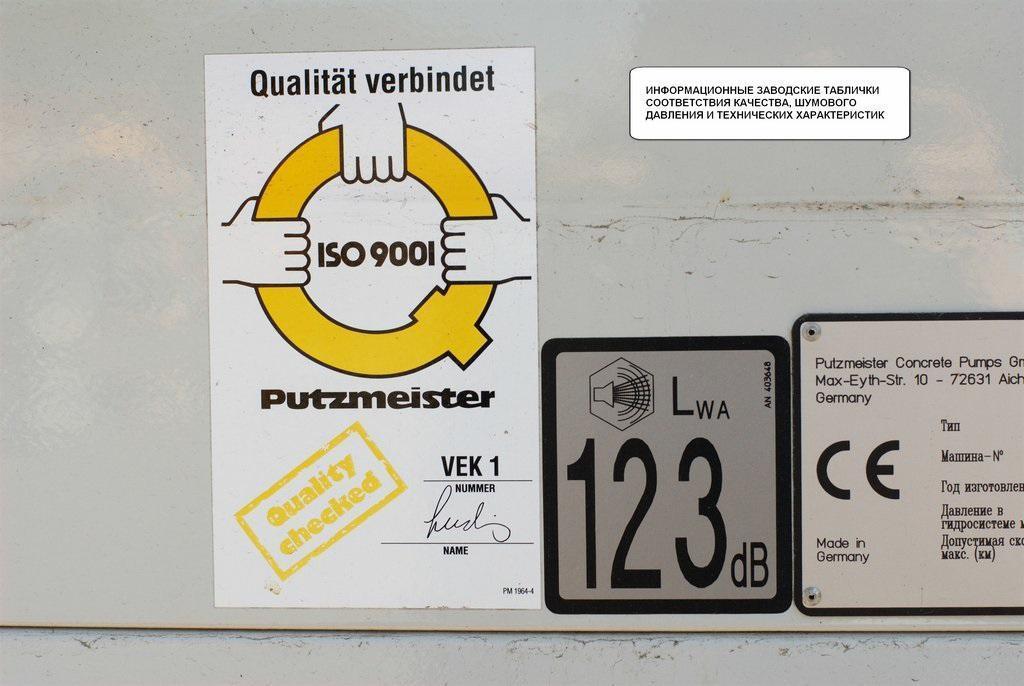 Qualität verbindet
ISO 9001
Putzmeister
Quality
checked
VEK 1
NUMMER
NAME
PM 1964-4
ИНФОРМАЦИОННЫЕ ЗАВОДСКИЕ ТАБЛИЧКИ
СООТВЕТСТВИЯ КАЧЕСТВА, ШУМОВОГО
ДАВЛЕНИЯ И ТЕХНИЧЕСКИХ ХАРАКТЕРИСТИК
LWA
AN 403648
123 dB
Putzmeister Concrete Pumps
Max-Eyth-Str. 10 - 72631
Germany
CE
Тип
Машина-N°
Год
Давление в
гидросистеме
Допустимая
макс. (км)
Made in
Germany